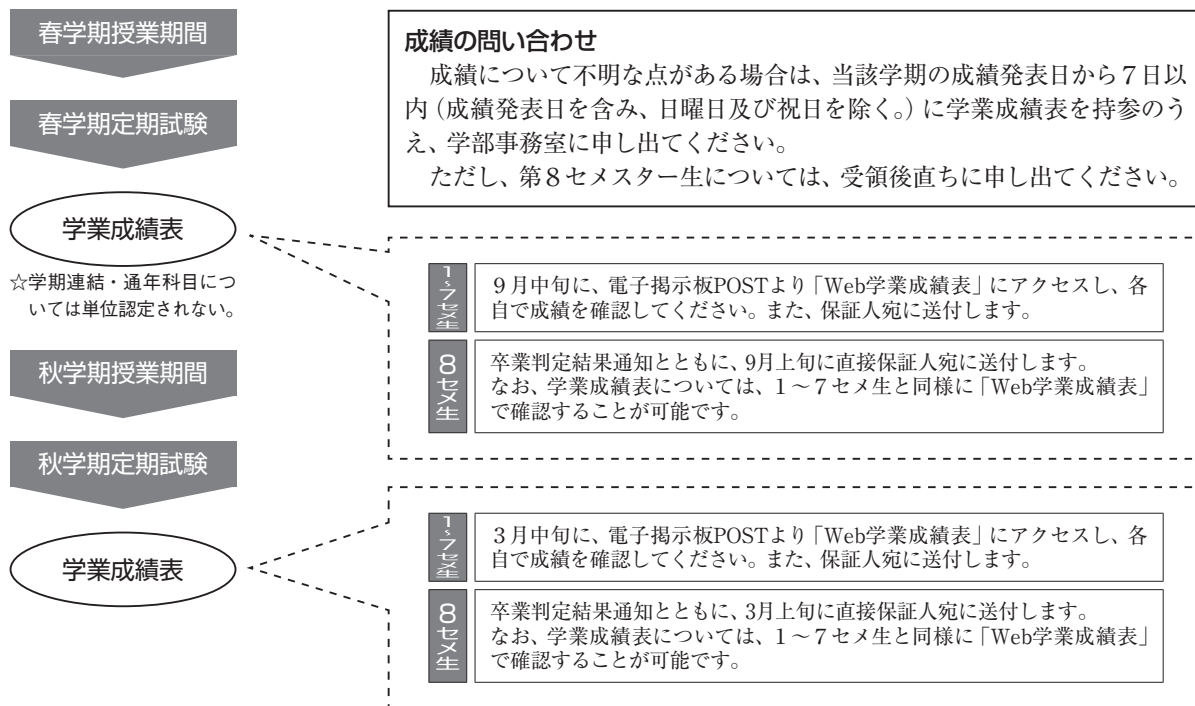 春学期授業期間
春学期定期試験
学業成績表
☆学期連結・通年科目につ
いては単位認定されない。
秋学期授業期間
秋学期定期試験
学業成績表
成績の問い合わせ
成績について不明な点がある場合は、当該学期の成績発表日から７日以
内（成績発表日を含み、日曜日及び祝日を除く。）に学業成績表を持参のう
え、学部事務室に申し出てください。
ただし、第８セメスター生については、受領後直ちに申し出てください。
1~7セメ生
９月中旬に、電子掲示板POSTより「Web学業成績表」にアクセスし、各
自で成績を確認してください。また、保証人宛に送付します。
8セメ生
卒業判定結果通知とともに、9月上旬に直接保証人宛に送付します。
なお、学業成績表については、１～７セメ生と同様に「Web学業成績表」
で確認することが可能です。
1~7セメ生
３月中旬に、電子掲示板POSTより「Web学業成績表」にアクセスし、各
自で成績を確認してください。また、保証人宛に送付します。
8セメ生
卒業判定結果通知とともに、3月上旬に直接保証人宛に送付します。
なお、学業成績表については、１～７セメ生と同様に「Web学業成績表」
で確認することが可能です。